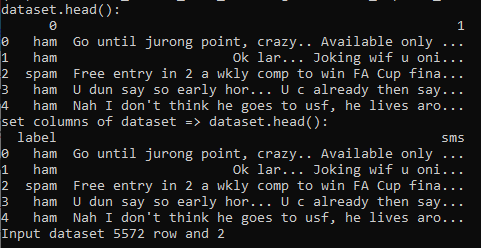 dataset.head():
      0                                                  1
0   ham  Go until jurong point, crazy.. Available only ...
1   ham                      Ok lar... Joking wif u oni...
2  spam  Free entry in 2 a wkly comp to win FA Cup fina...
3   ham  U dun say so early hor... U c already then say...
4   ham  Nah I don't think he goes to usf, he lives aro...
set columns of dataset => dataset.head():
  label                                                sms
0   ham  Go until jurong point, crazy.. Available only ...
1   ham                      Ok lar... Joking wif u oni...
2  spam  Free entry in 2 a wkly comp to win FA Cup fina...
3   ham  U dun say so early hor... U c already then say...
4   ham  Nah I don't think he goes to usf, he lives aro...
Input dataset 5572 row and 2